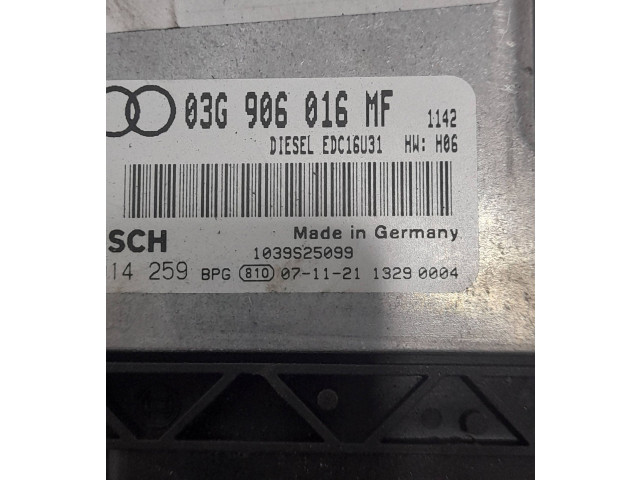 03G 906 016 MF 1142
DIESEL EDC16U31 HW: H06
SCH Made in Germany
1039S25099
14 259 BPG 810 07-11-21 1329 0004